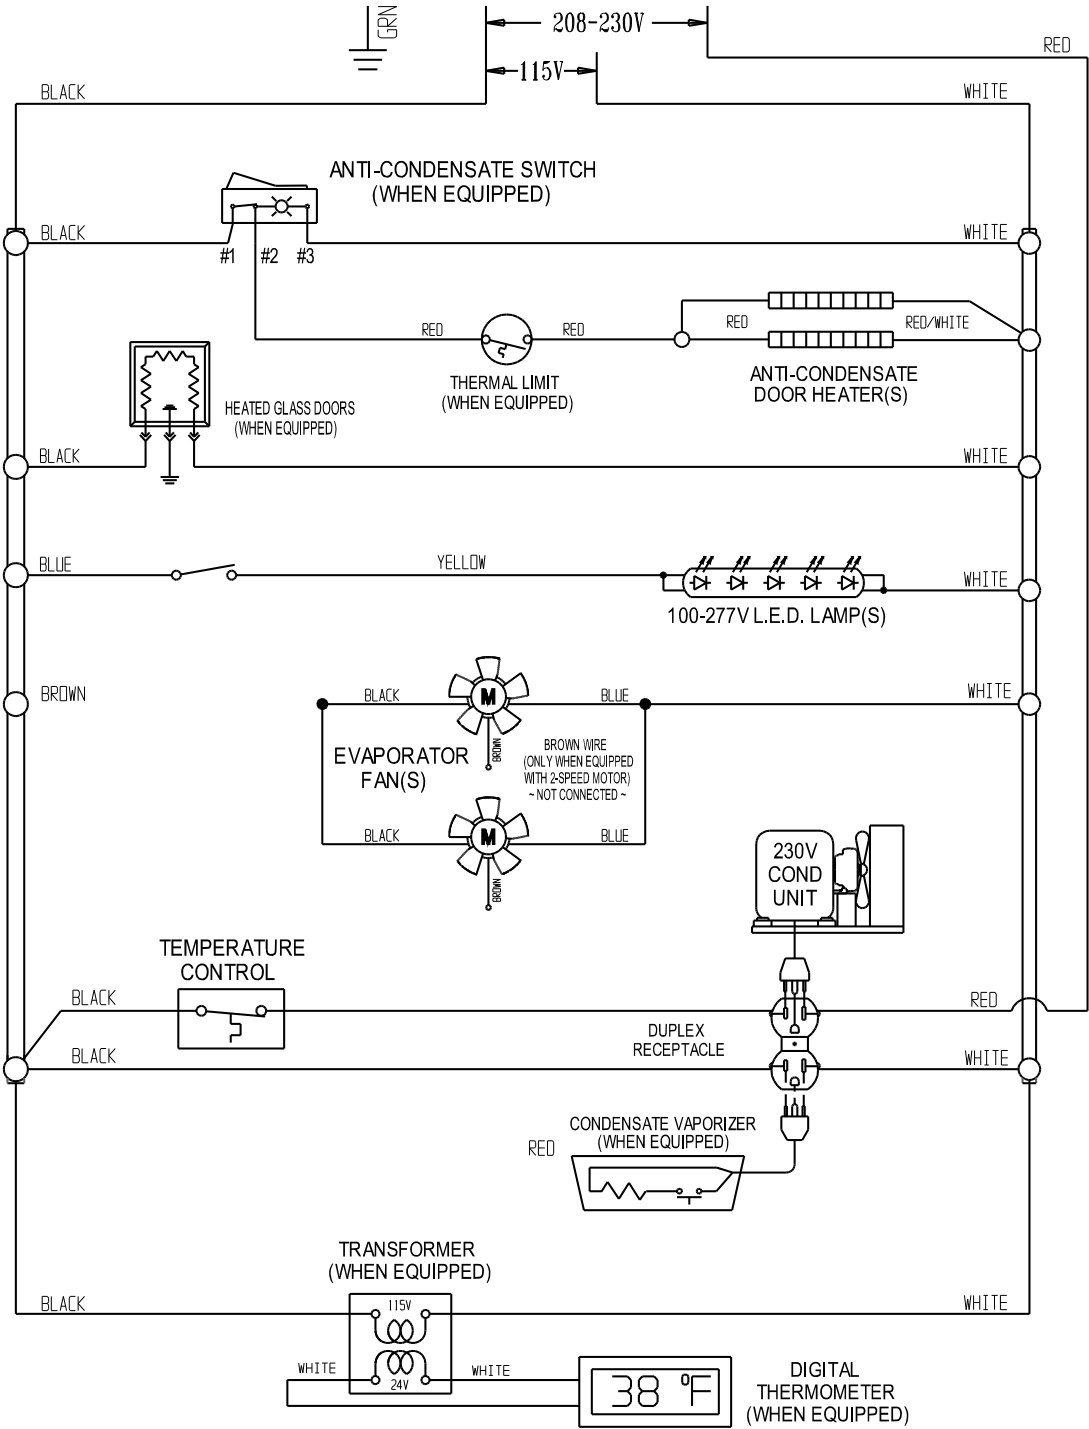 GRN
208-230V
115V
RED
BLACK
WHITE
ANTI-CONDENSATE SWITCH
(WHEN EQUIPPED)
BLACK
#1
#2
#3
WHITE
RED
RED
RED
RED/WHITE
THERMAL LIMIT
(WHEN EQUIPPED)
ANTI-CONDENSATE
DOOR HEATER(S)
HEATED GLASS DOORS
(WHEN EQUIPPED)
BLACK
WHITE
BLUE
YELLOW
WHITE
100-277V L.E.D. LAMP(S)
BROWN
BLACK
M
BLUE
WHITE
BROWN
EVAPORATOR
FAN(S)
BROWN WIRE
(ONLY WHEN EQUIPPED
WITH 2-SPEED MOTOR)
~ NOT CONNECTED ~
BLACK
M
BLUE
BROWN
230V
COND
UNIT
TEMPERATURE
CONTROL
BLACK
RED
DUPLEX
RECEPTACLE
BLACK
WHITE
CONDENSATE VAPORIZER
(WHEN EQUIPPED)
RED
TRANSFORMER
(WHEN EQUIPPED)
BLACK
115V
WHITE
WHITE
24V
WHITE
38 °F
DIGITAL
THERMOMETER
(WHEN EQUIPPED)